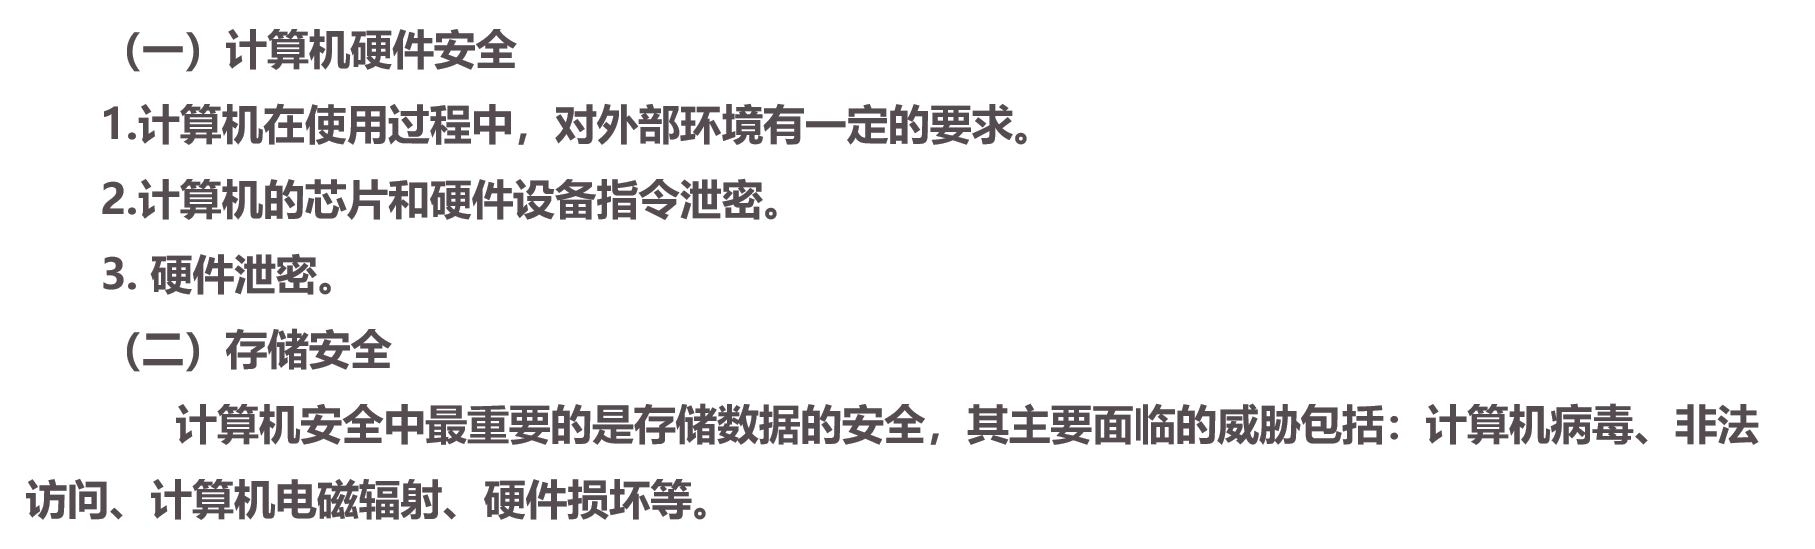 （一）计算机硬件安全
1.计算机在使用过程中，对外部环境有一定的要求。
2.计算机的芯片和硬件设备指令泄密。
3. 硬件泄密。
（二）存储安全
计算机安全中最重要的是存储数据的安全，其主要面临的威胁包括：计算机病毒、非法
访问、计算机电磁辐射、硬件损坏等。